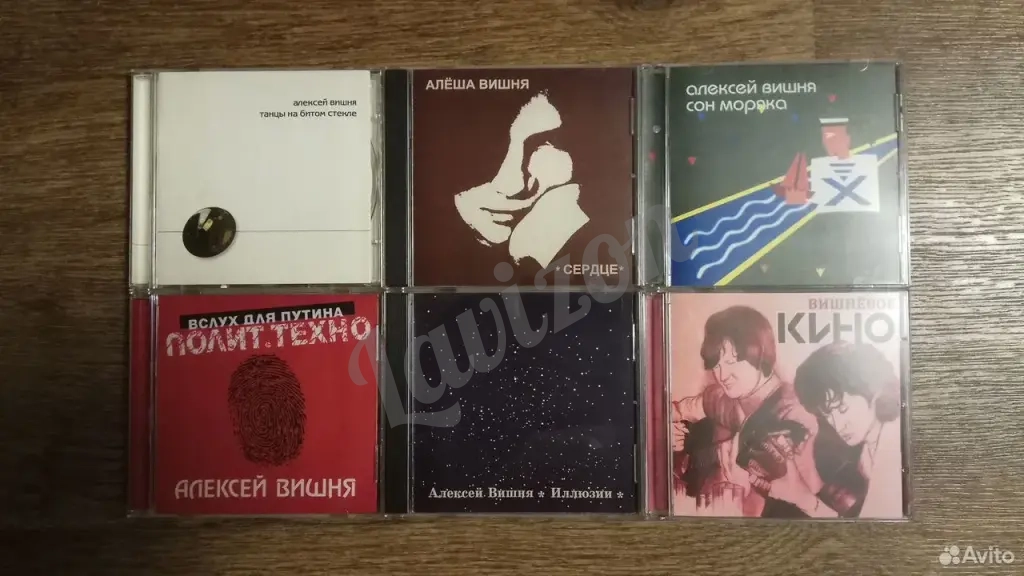 алексей вишня
танцы на битом стекле
АЛЁША ВИШНЯ
* СЕРДЦЕ *
алексей вишня
сон моряка
ВСЛУХ ДЛЯ ПУТИНА
ПОЛИТ.ТЕХНО
АЛЕКСЕЙ ВИШНЯ
Алексей Вишня * Иллюзии *
ВИШНЁВОЕ
КИНО
Lawizon
Avito